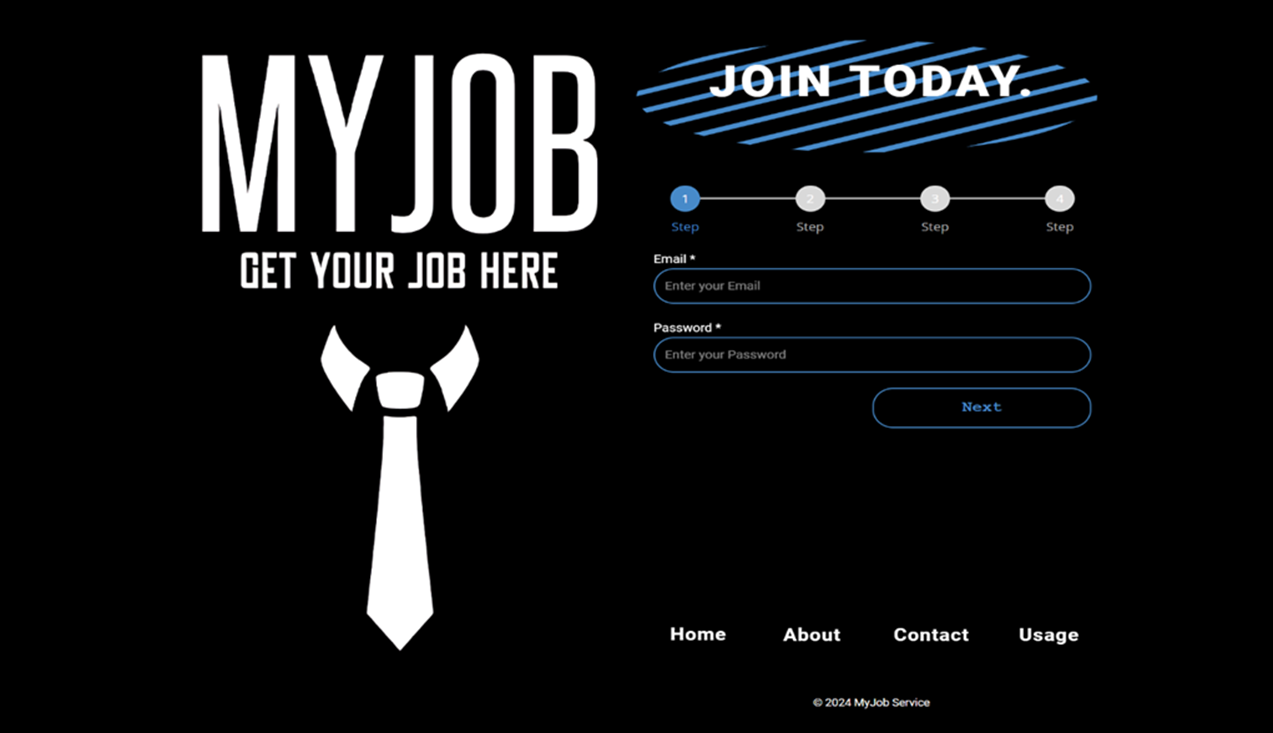 MYJOB
GET YOUR JOB HERE
JOIN TODAY.
1 2 3 4
Step Step Step Step
Email *
Enter your Email
Password *
Enter your Password
Next
Home About Contact Usage
© 2024 MyJob Service